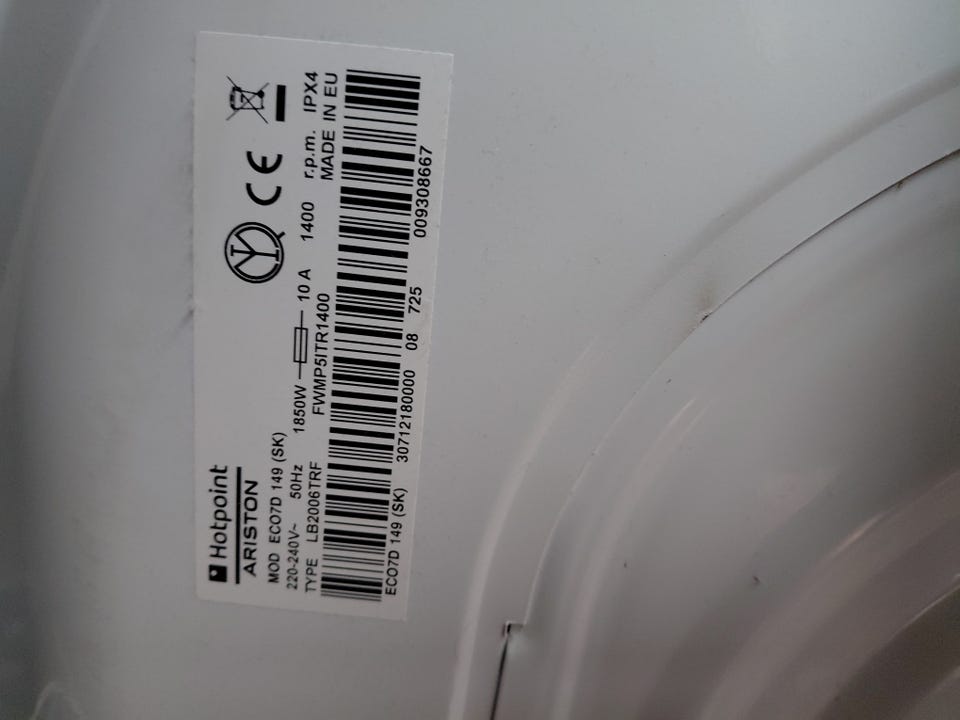 Hotpoint
ARISTON
MOD ECO7D 149 (SK)
220-240V~ 50Hz 1850W 10 A 1400 r.p.m. IPX4
TYPE LB2006TRF FWMP5ITR1400 MADE IN EU
ECO7D 149 (SK) 30712180000 08 725 009308667